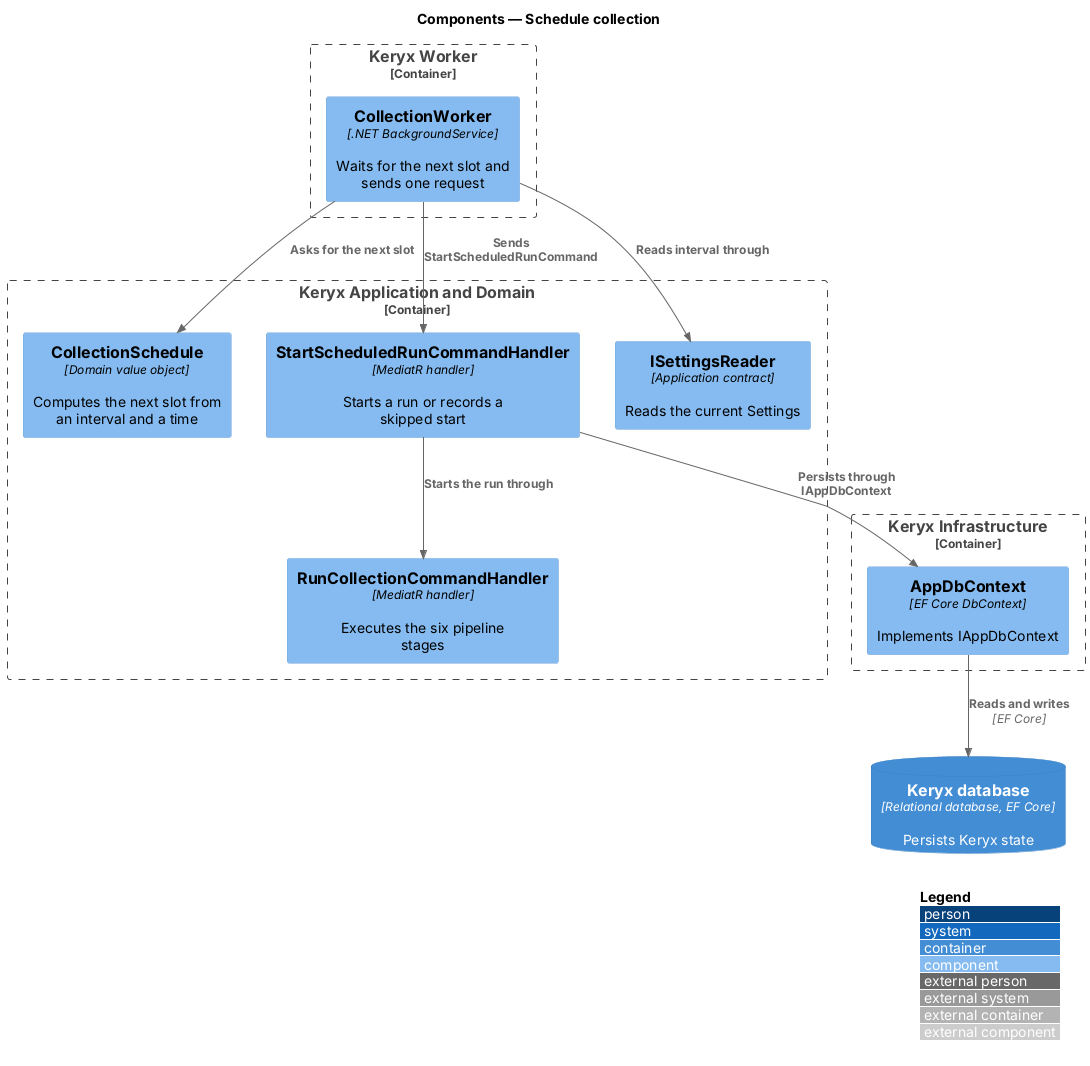 Components — Schedule collection
Keryx Worker
[Container]
CollectionWorker
[.NET BackgroundService]
Waits for the next slot and
sends one request
Asks for the next slot
Sends
StartScheduledRunCommand
Reads interval through
Keryx Application and Domain
[Container]
CollectionSchedule
[Domain value object]
Computes the next slot from
an interval and a time
StartScheduledRunCommandHandler
[MediatR handler]
Starts a run or records a
skipped start
ISettingsReader
[Application contract]
Reads the current Settings
Starts the run through
Persists through
IAppDbContext
RunCollectionCommandHandler
[MediatR handler]
Executes the six pipeline
stages
Keryx Infrastructure
[Container]
AppDbContext
[EF Core DbContext]
Implements IAppDbContext
Reads and writes
[EF Core]
Keryx database
[Relational database, EF Core]
Persists Keryx state
Legend
person
system
container
component
external person
external system
external container
external component